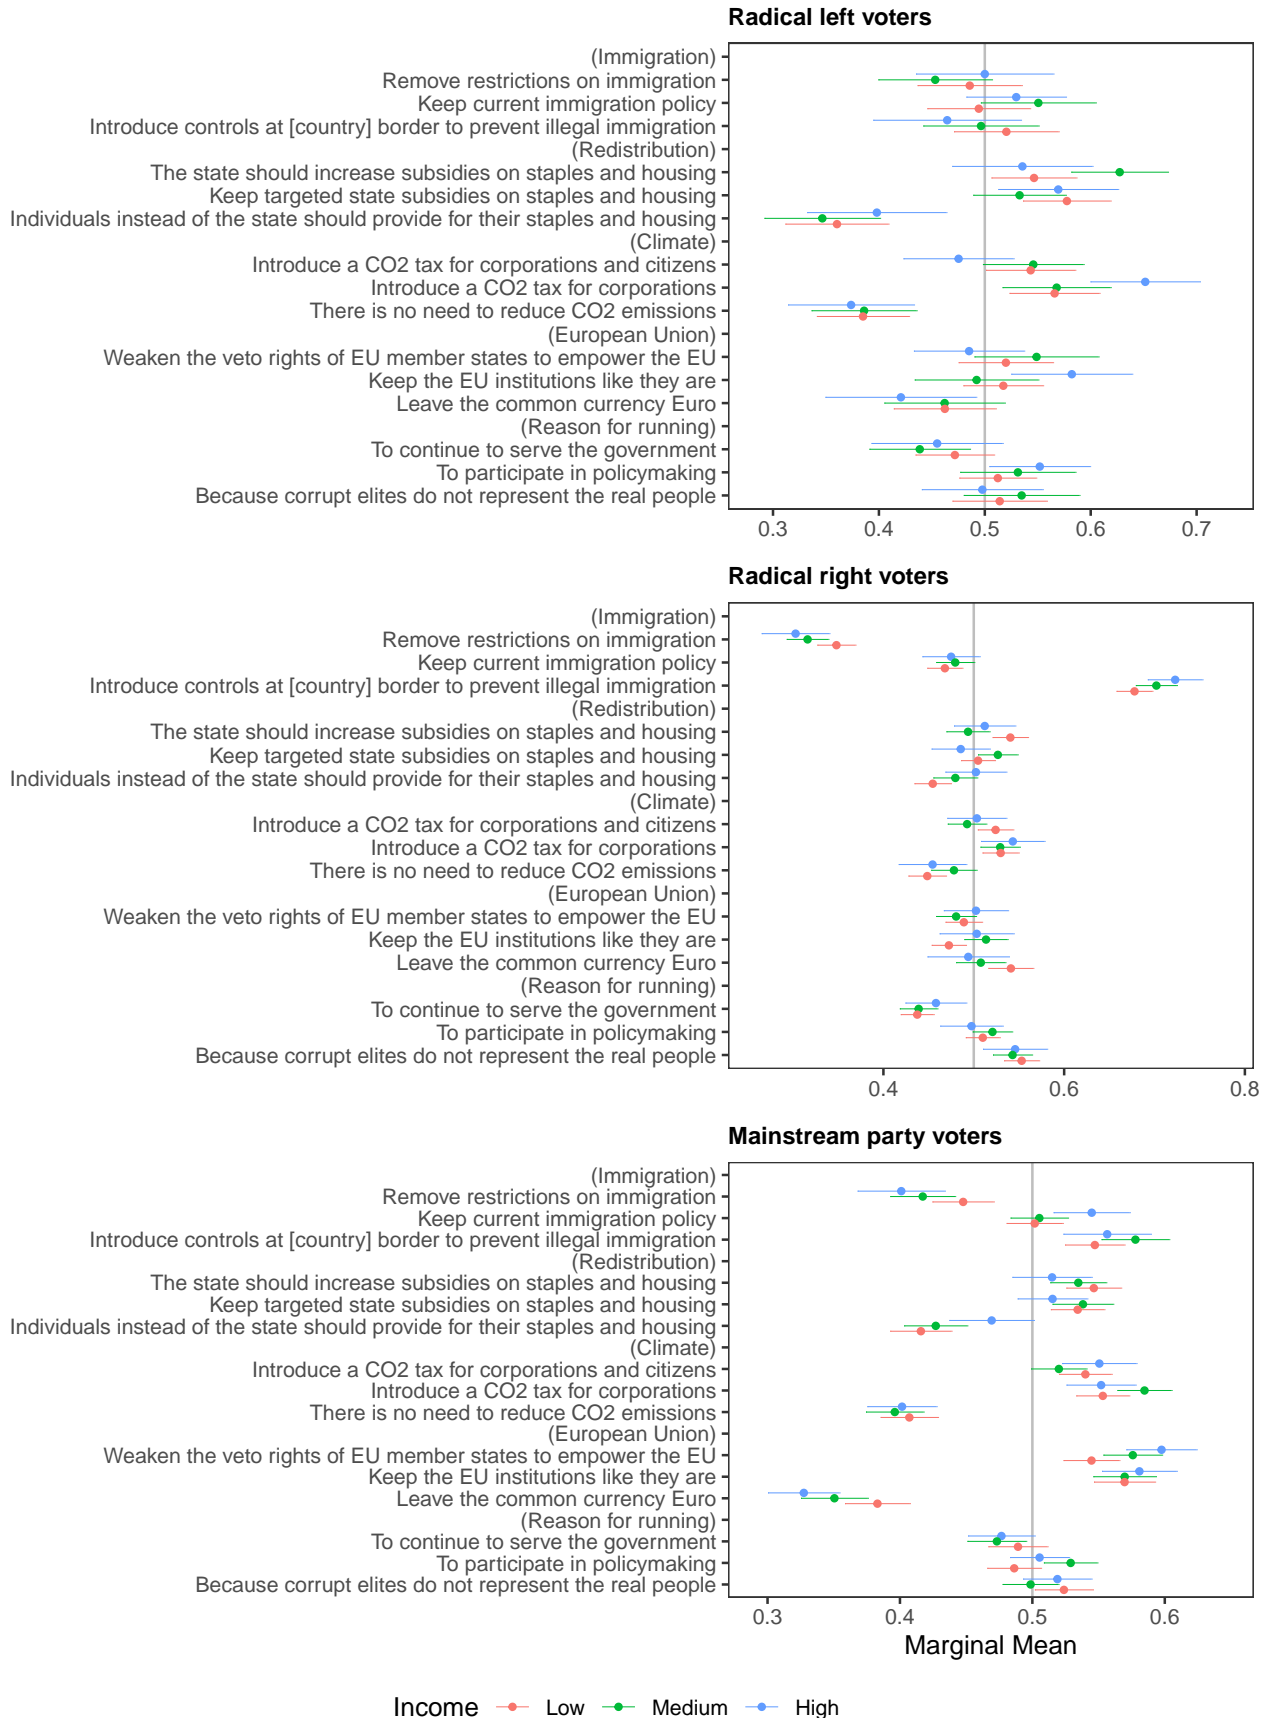 Radical left voters
(Immigration)
Remove restrictions on immigration
Keep current immigration policy
Introduce controls at [country] border to prevent illegal immigration
(Redistribution)
The state should increase subsidies on staples and housing
Keep targeted state subsidies on staples and housing
Individuals instead of the state should provide for their staples and housing
(Climate)
Introduce a CO2 tax for corporations and citizens
Introduce a CO2 tax for corporations
There is no need to reduce CO2 emissions
(European Union)
Weaken the veto rights of EU member states to empower the EU
Keep the EU institutions like they are
Leave the common currency Euro
(Reason for running)
To continue to serve the government
To participate in policymaking
Because corrupt elites do not represent the real people
0.3 0.4 0.5 0.6 0.7
Radical right voters
(Immigration)
Remove restrictions on immigration
Keep current immigration policy
Introduce controls at [country] border to prevent illegal immigration
(Redistribution)
The state should increase subsidies on staples and housing
Keep targeted state subsidies on staples and housing
Individuals instead of the state should provide for their staples and housing
(Climate)
Introduce a CO2 tax for corporations and citizens
Introduce a CO2 tax for corporations
There is no need to reduce CO2 emissions
(European Union)
Weaken the veto rights of EU member states to empower the EU
Keep the EU institutions like they are
Leave the common currency Euro
(Reason for running)
To continue to serve the government
To participate in policymaking
Because corrupt elites do not represent the real people
0.4 0.6 0.8
Mainstream party voters
(Immigration)
Remove restrictions on immigration
Keep current immigration policy
Introduce controls at [country] border to prevent illegal immigration
(Redistribution)
The state should increase subsidies on staples and housing
Keep targeted state subsidies on staples and housing
Individuals instead of the state should provide for their staples and housing
(Climate)
Introduce a CO2 tax for corporations and citizens
Introduce a CO2 tax for corporations
There is no need to reduce CO2 emissions
(European Union)
Weaken the veto rights of EU member states to empower the EU
Keep the EU institutions like they are
Leave the common currency Euro
(Reason for running)
To continue to serve the government
To participate in policymaking
Because corrupt elites do not represent the real people
0.3 0.4 0.5 0.6
Marginal Mean
Income Low Medium High